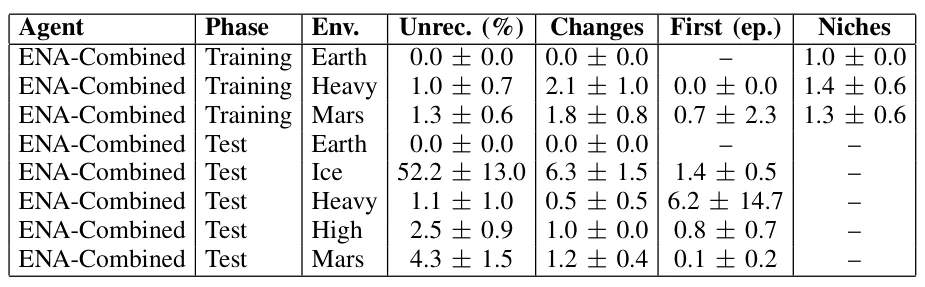 Agent Phase Env. Unrec. (%) Changes First (ep.) Niches
ENA-Combined Training Earth 0.0 ± 0.0 0.0 ± 0.0 – 1.0 ± 0.0
ENA-Combined Training Heavy 1.0 ± 0.7 2.1 ± 1.0 0.0 ± 0.0 1.4 ± 0.6
ENA-Combined Training Mars 1.3 ± 0.6 1.8 ± 0.8 0.7 ± 2.3 1.3 ± 0.6
ENA-Combined Test Earth 0.0 ± 0.0 0.0 ± 0.0 – –
ENA-Combined Test Ice 52.2 ± 13.0 6.3 ± 1.5 1.4 ± 0.5 –
ENA-Combined Test Heavy 1.1 ± 1.0 0.5 ± 0.5 6.2 ± 14.7 –
ENA-Combined Test High 2.5 ± 0.9 1.0 ± 0.0 0.8 ± 0.7 –
ENA-Combined Test Mars 4.3 ± 1.5 1.2 ± 0.4 0.1 ± 0.2 –